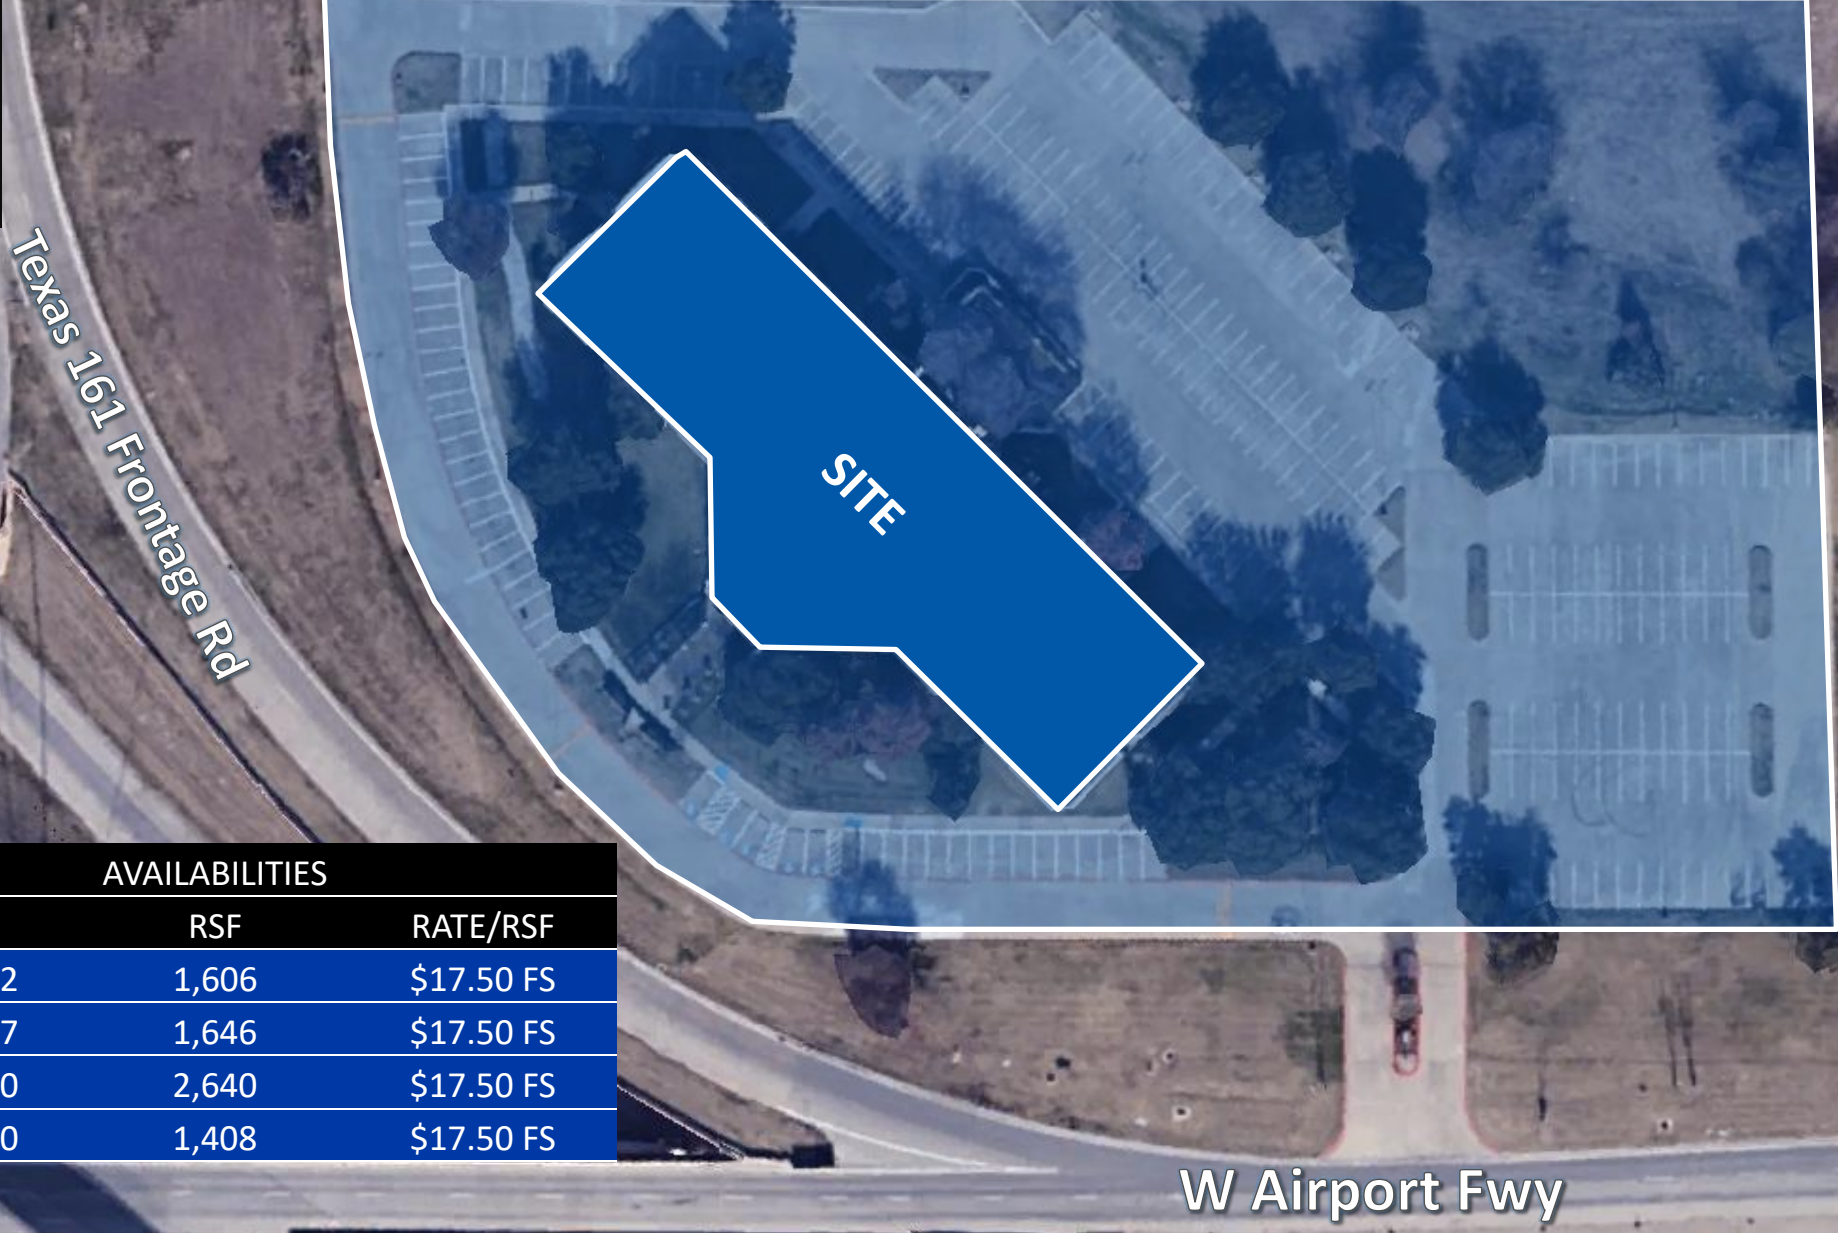 Texas 161 Frontage Rd
SITE
AVAILABILITIES
RSF RATE/RSF
2 1,606 $17.50 FS
7 1,646 $17.50 FS
0 2,640 $17.50 FS
0 1,408 $17.50 FS
W Airport Fwy